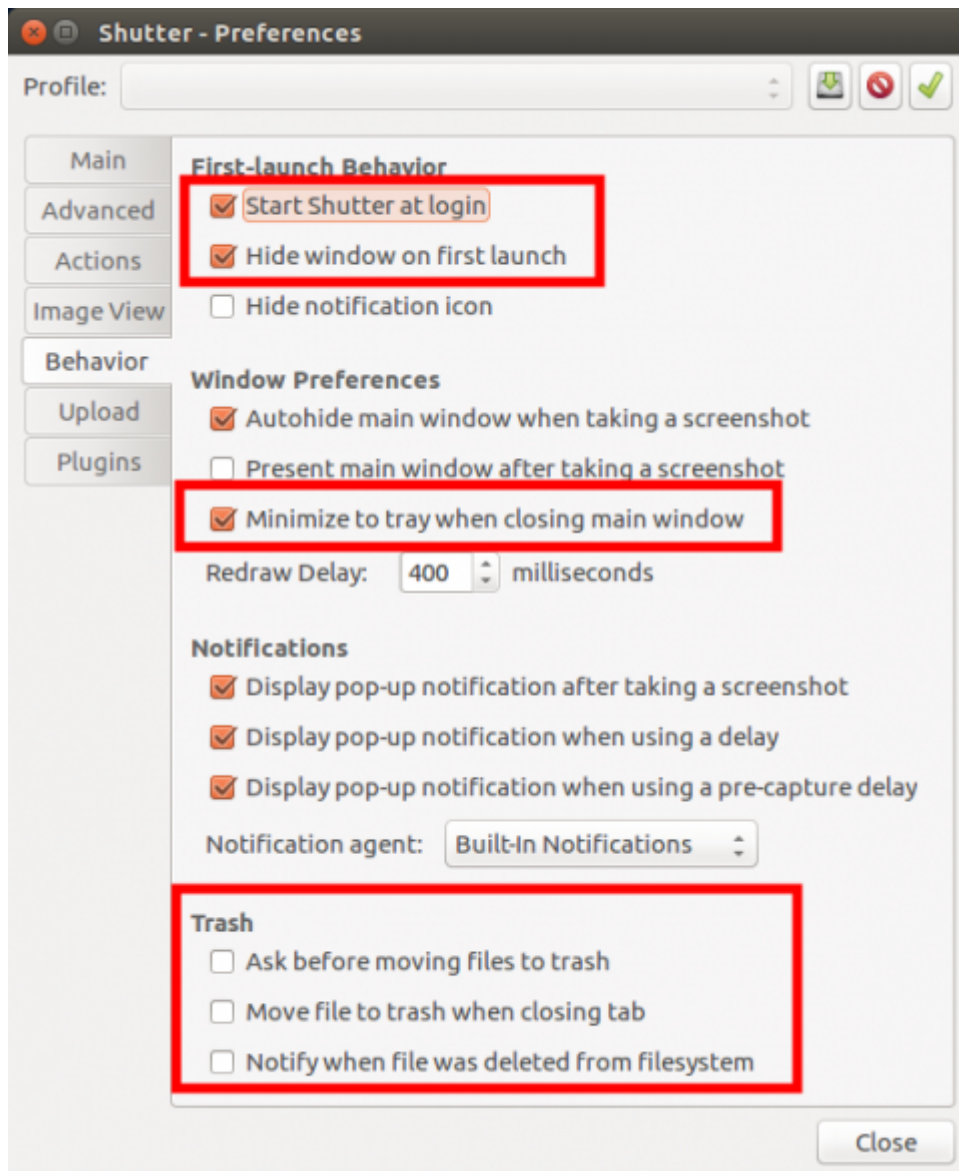 Shutter - Preferences
Profile:
Main
Advanced
Actions
Image View
Behavior
Upload
Plugins
First-launch Behavior
Start Shutter at login
Hide window on first launch
Hide notification icon
Window Preferences
Autohide main window when taking a screenshot
Present main window after taking a screenshot
Minimize to tray when closing main window
Redraw Delay: 400 milliseconds
Notifications
Display pop-up notification after taking a screenshot
Display pop-up notification when using a delay
Display pop-up notification when using a pre-capture delay
Notification agent: Built-In Notifications
Trash
Ask before moving files to trash
Move file to trash when closing tab
Notify when file was deleted from filesystem
Close